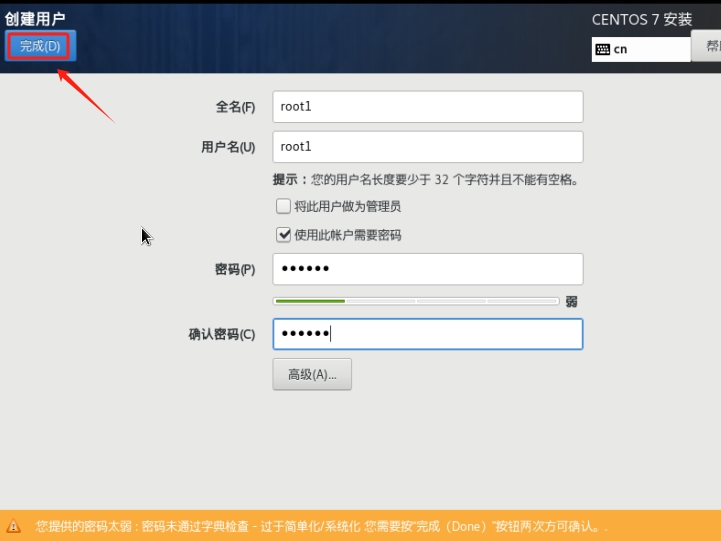 创建用户
CENTOS 7 安装
完成(D)
cn
帮
全名(F)
root1
用户名(U)
root1
提示：您的用户名长度要少于 32 个字符并且不能有空格。
将此用户做为管理员
使用此帐户需要密码
密码(P)
●●●●●●
弱
确认密码(C)
●●●●●●
高级(A)...
您提供的密码太弱 : 密码未通过字典检查 - 过于简单化/系统化 您需要按"完成（Done）"按钮两次方可确认。.